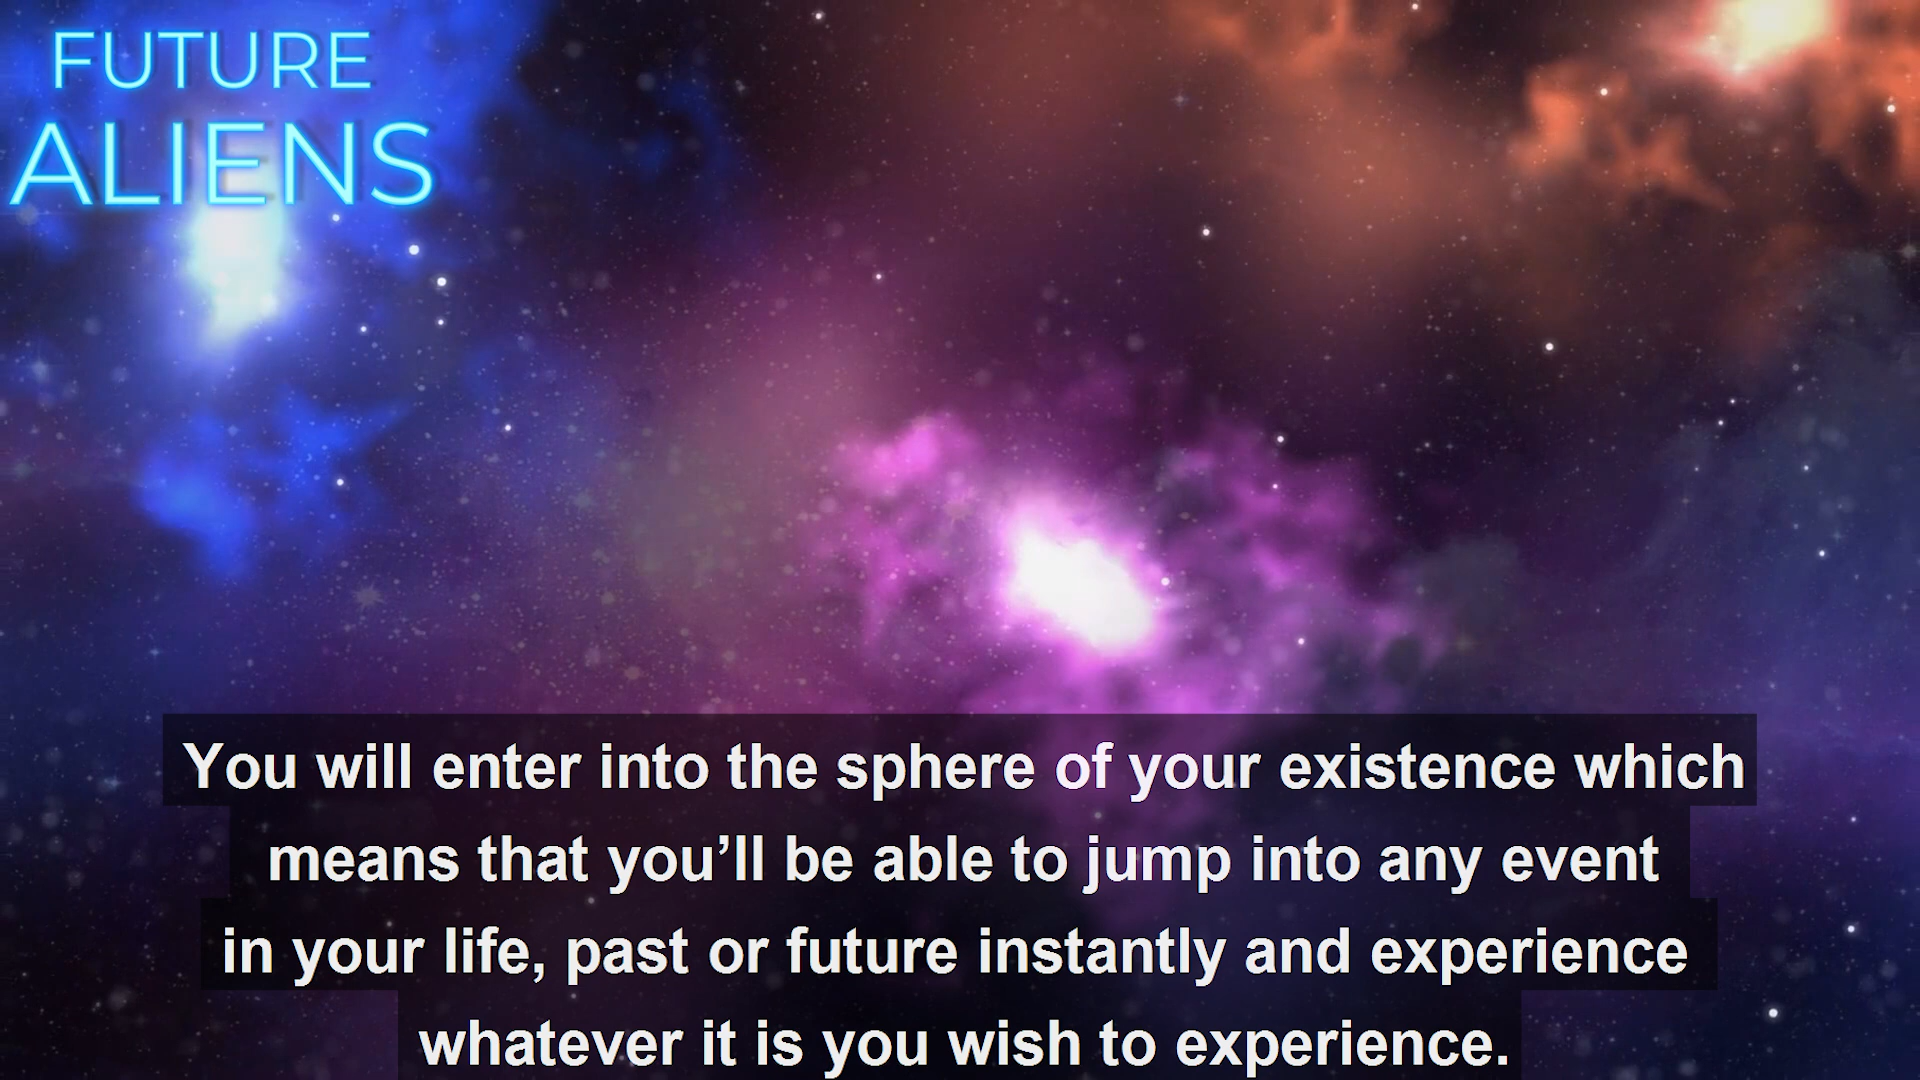 FUTURE
ALIENS
You will enter into the sphere of your existence which
means that you’ll be able to jump into any event
in your life, past or future instantly and experience
whatever it is you wish to experience.